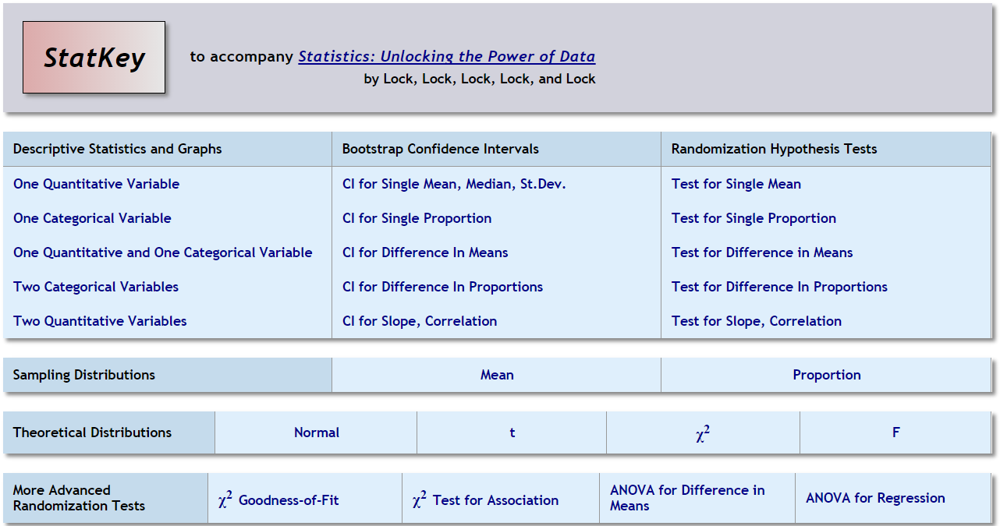 StatKey
to accompany Statistics: Unlocking the Power of Data
by Lock, Lock, Lock, Lock, and Lock
Descriptive Statistics and Graphs
One Quantitative Variable
One Categorical Variable
One Quantitative and One Categorical Variable
Two Categorical Variables
Two Quantitative Variables
Bootstrap Confidence Intervals
CI for Single Mean, Median, St.Dev.
CI for Single Proportion
CI for Difference In Means
CI for Difference In Proportions
CI for Slope, Correlation
Randomization Hypothesis Tests
Test for Single Mean
Test for Single Proportion
Test for Difference in Means
Test for Difference In Proportions
Test for Slope, Correlation
Sampling Distributions
Mean
Proportion
Theoretical Distributions
Normal
t
χ²
F
More Advanced
Randomization Tests
χ² Goodness-of-Fit
χ² Test for Association
ANOVA for Difference in
Means
ANOVA for Regression